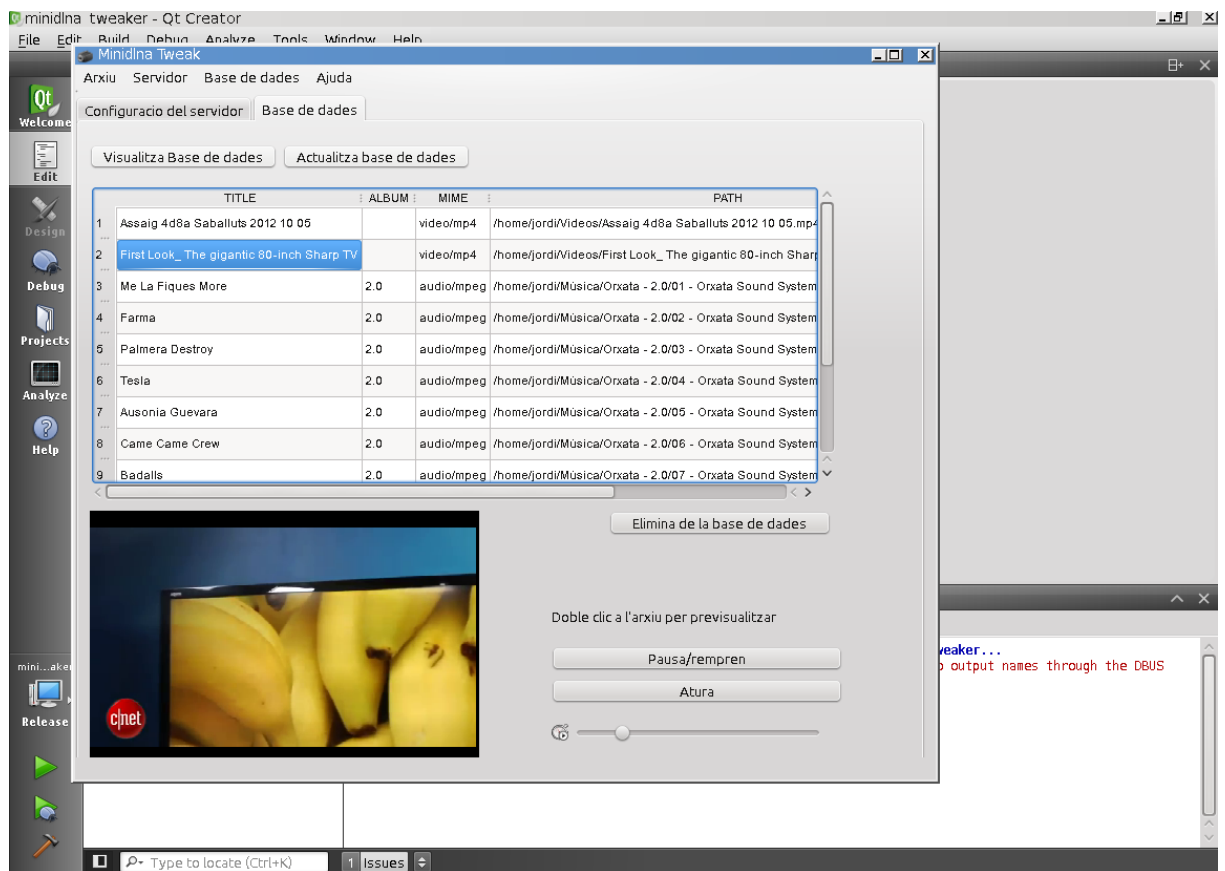 minidlna tweaker - Qt Creator
File Edit Build Debug Analyze Tools Window Help
Minidlna Tweak
Arxiu Servidor Base de dades Ajuda
Configuracio del servidor Base de dades
Visualitza Base de dades Actualitza base de dades
TITLE ALBUM MIME PATH
1 Assaig 4d8a Saballuts 2012 10 05 video/mp4 /home/jordi/Videos/Assaig 4d8a Saballuts 2012 10 05.mp4
2 First Look_ The gigantic 80-inch Sharp TV video/mp4 /home/jordi/Videos/First Look_ The gigantic 80-inch Sharp
3 Me La Fiques More 2.0 audio/mpeg /home/jordi/Música/Orxata - 2.0/01 - Orxata Sound System
4 Farma 2.0 audio/mpeg /home/jordi/Música/Orxata - 2.0/02 - Orxata Sound System
5 Palmera Destroy 2.0 audio/mpeg /home/jordi/Música/Orxata - 2.0/03 - Orxata Sound System
6 Tesla 2.0 audio/mpeg /home/jordi/Música/Orxata - 2.0/04 - Orxata Sound System
7 Ausonia Guevara 2.0 audio/mpeg /home/jordi/Música/Orxata - 2.0/05 - Orxata Sound System
8 Came Came Crew 2.0 audio/mpeg /home/jordi/Música/Orxata - 2.0/06 - Orxata Sound System
9 Badalls 2.0 audio/mpeg /home/jordi/Música/Orxata - 2.0/07 - Orxata Sound System
Elimina de la base de dades
Doble clic a l'arxiu per previsualitzar
Pausa/rempren
Atura
c|net
Qt
Welcome
Edit
Design
Debug
Projects
Analyze
Help
mini...aker
Release
weaker...
output names through the DBUS
Type to locate (Ctrl+K) 1 Issues